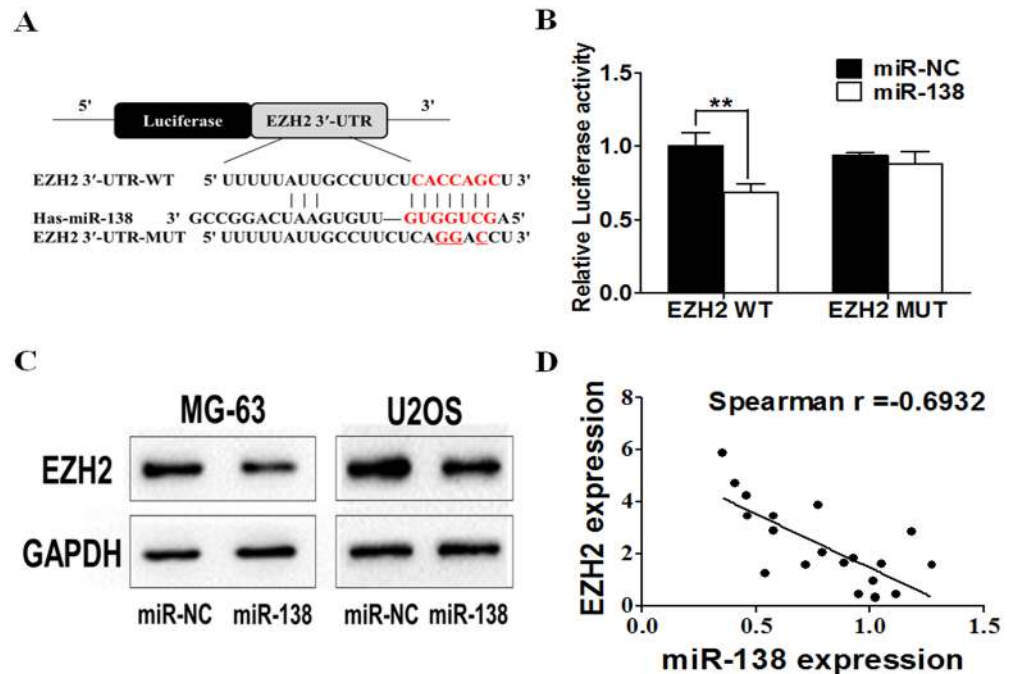 A
5' 3'
Luciferase EZH2 3′-UTR
EZH2 3′-UTR-WT 5' UUUUUAUUGCCUUCUCACCAGCU 3'
Has-miR-138 3' GCCGGACUAAGUGUU—GUGGUCGA5'
EZH2 3′-UTR-MUT 5' UUUUUAUUGCCUUCUCAGGACCU 3'
B
Relative Luciferase activity
1.5
1.0
0.5
0.0
**
miR-NC
miR-138
EZH2 WT EZH2 MUT
C
MG-63 U2OS
EZH2
GAPDH
miR-NC miR-138 miR-NC miR-138
D
Spearman r =-0.6932
EZH2 expression
8
6
4
2
0
0.0 0.5 1.0 1.5
miR-138 expression